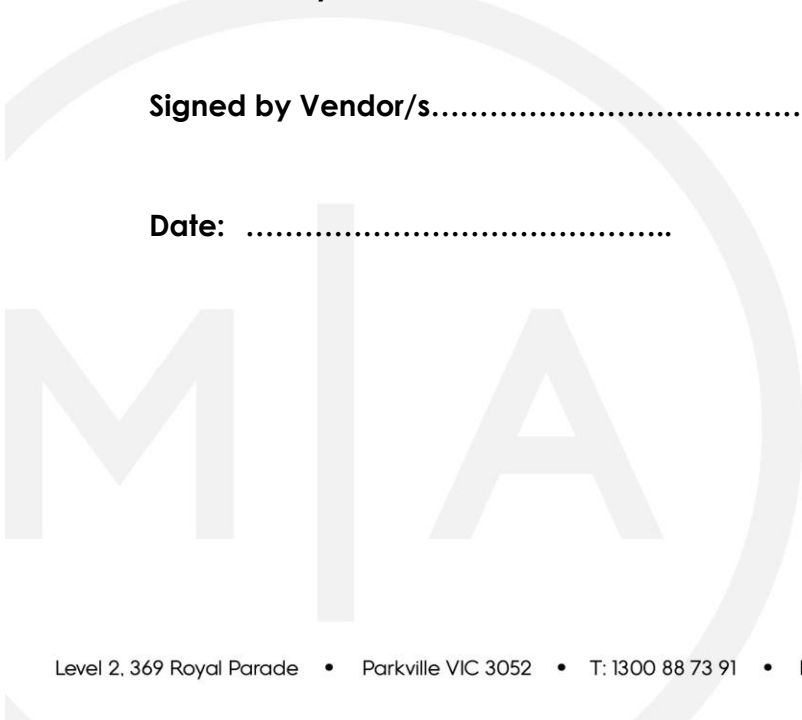 Signed by Vendor/s…………………………………
Date: ……………………………………..
M | A
Level 2, 369 Royal Parade • Parkville VIC 3052 • T: 1300 88 73 91 •